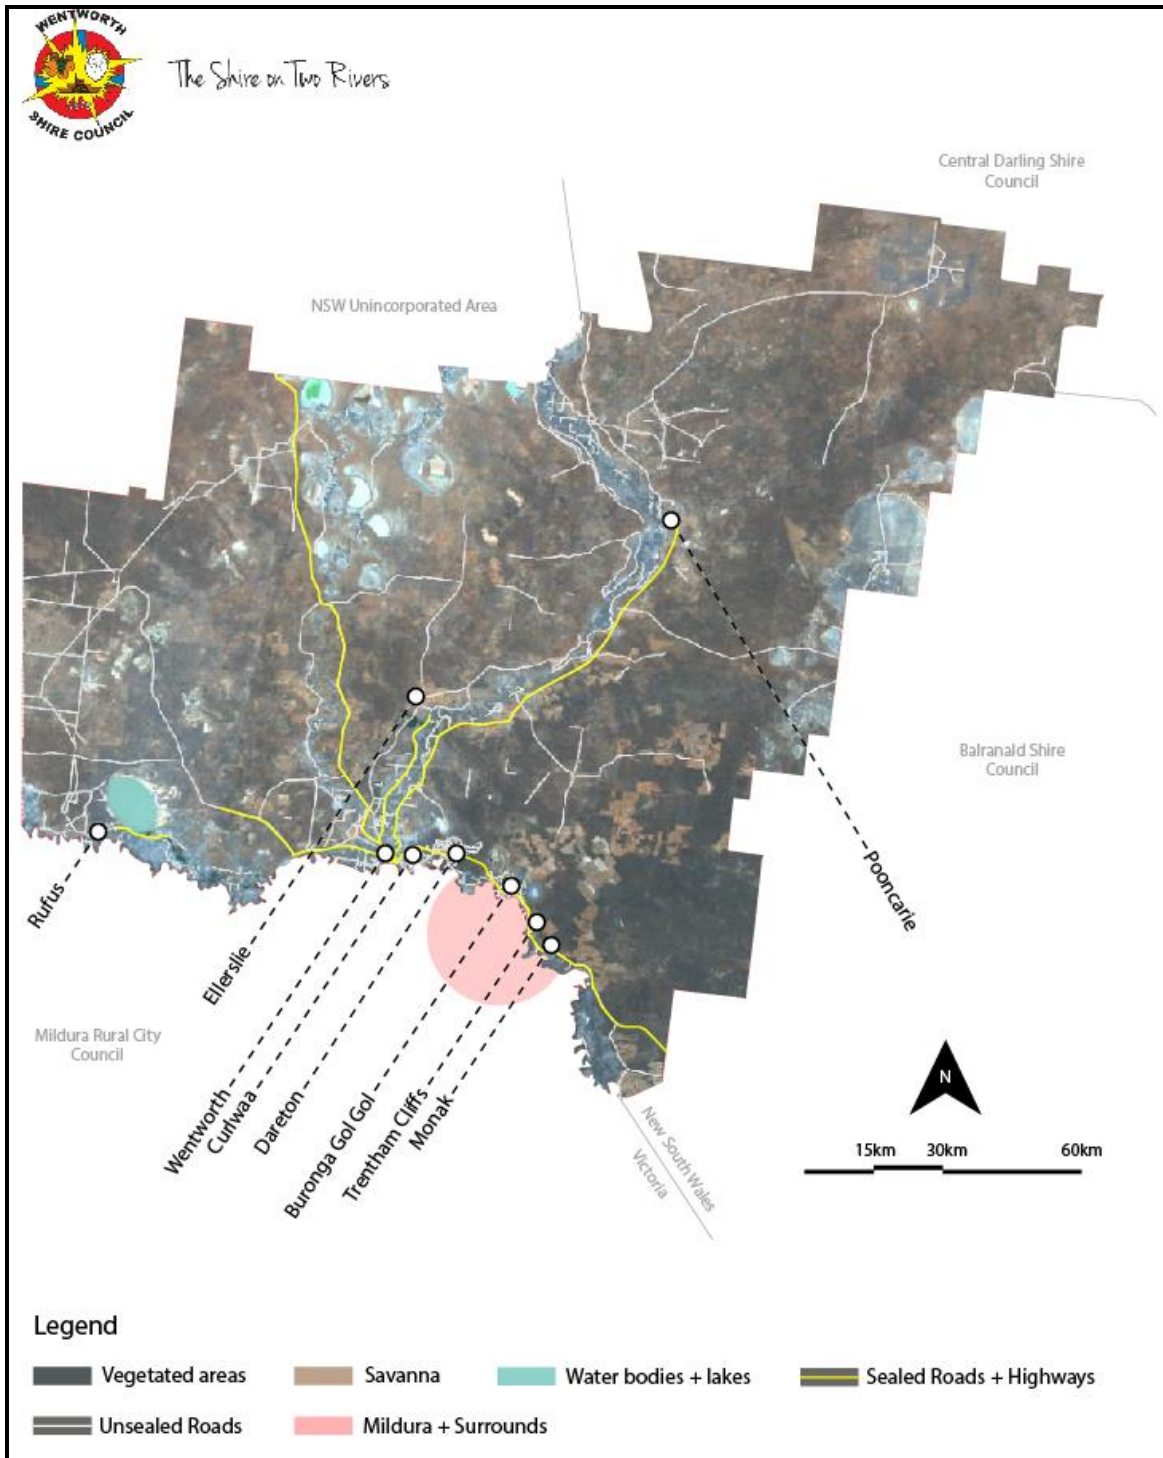 WENTWORTH
SHIRE COUNCIL
The Shire on Two Rivers
Central Darling Shire
Council
NSW Unincorporated Area
Balranald Shire
Council
Pooncarie
Rufus
Ellerslie
Mildura Rural City
Council
Wentworth
Curlwaa
Dareton
Buronga Gol Gol
Trentham Cliffs
Monak
New South Wales
Victoria
N
15km 30km 60km
Legend
Vegetated areas Savanna Water bodies + lakes Sealed Roads + Highways
Unsealed Roads Mildura + Surrounds